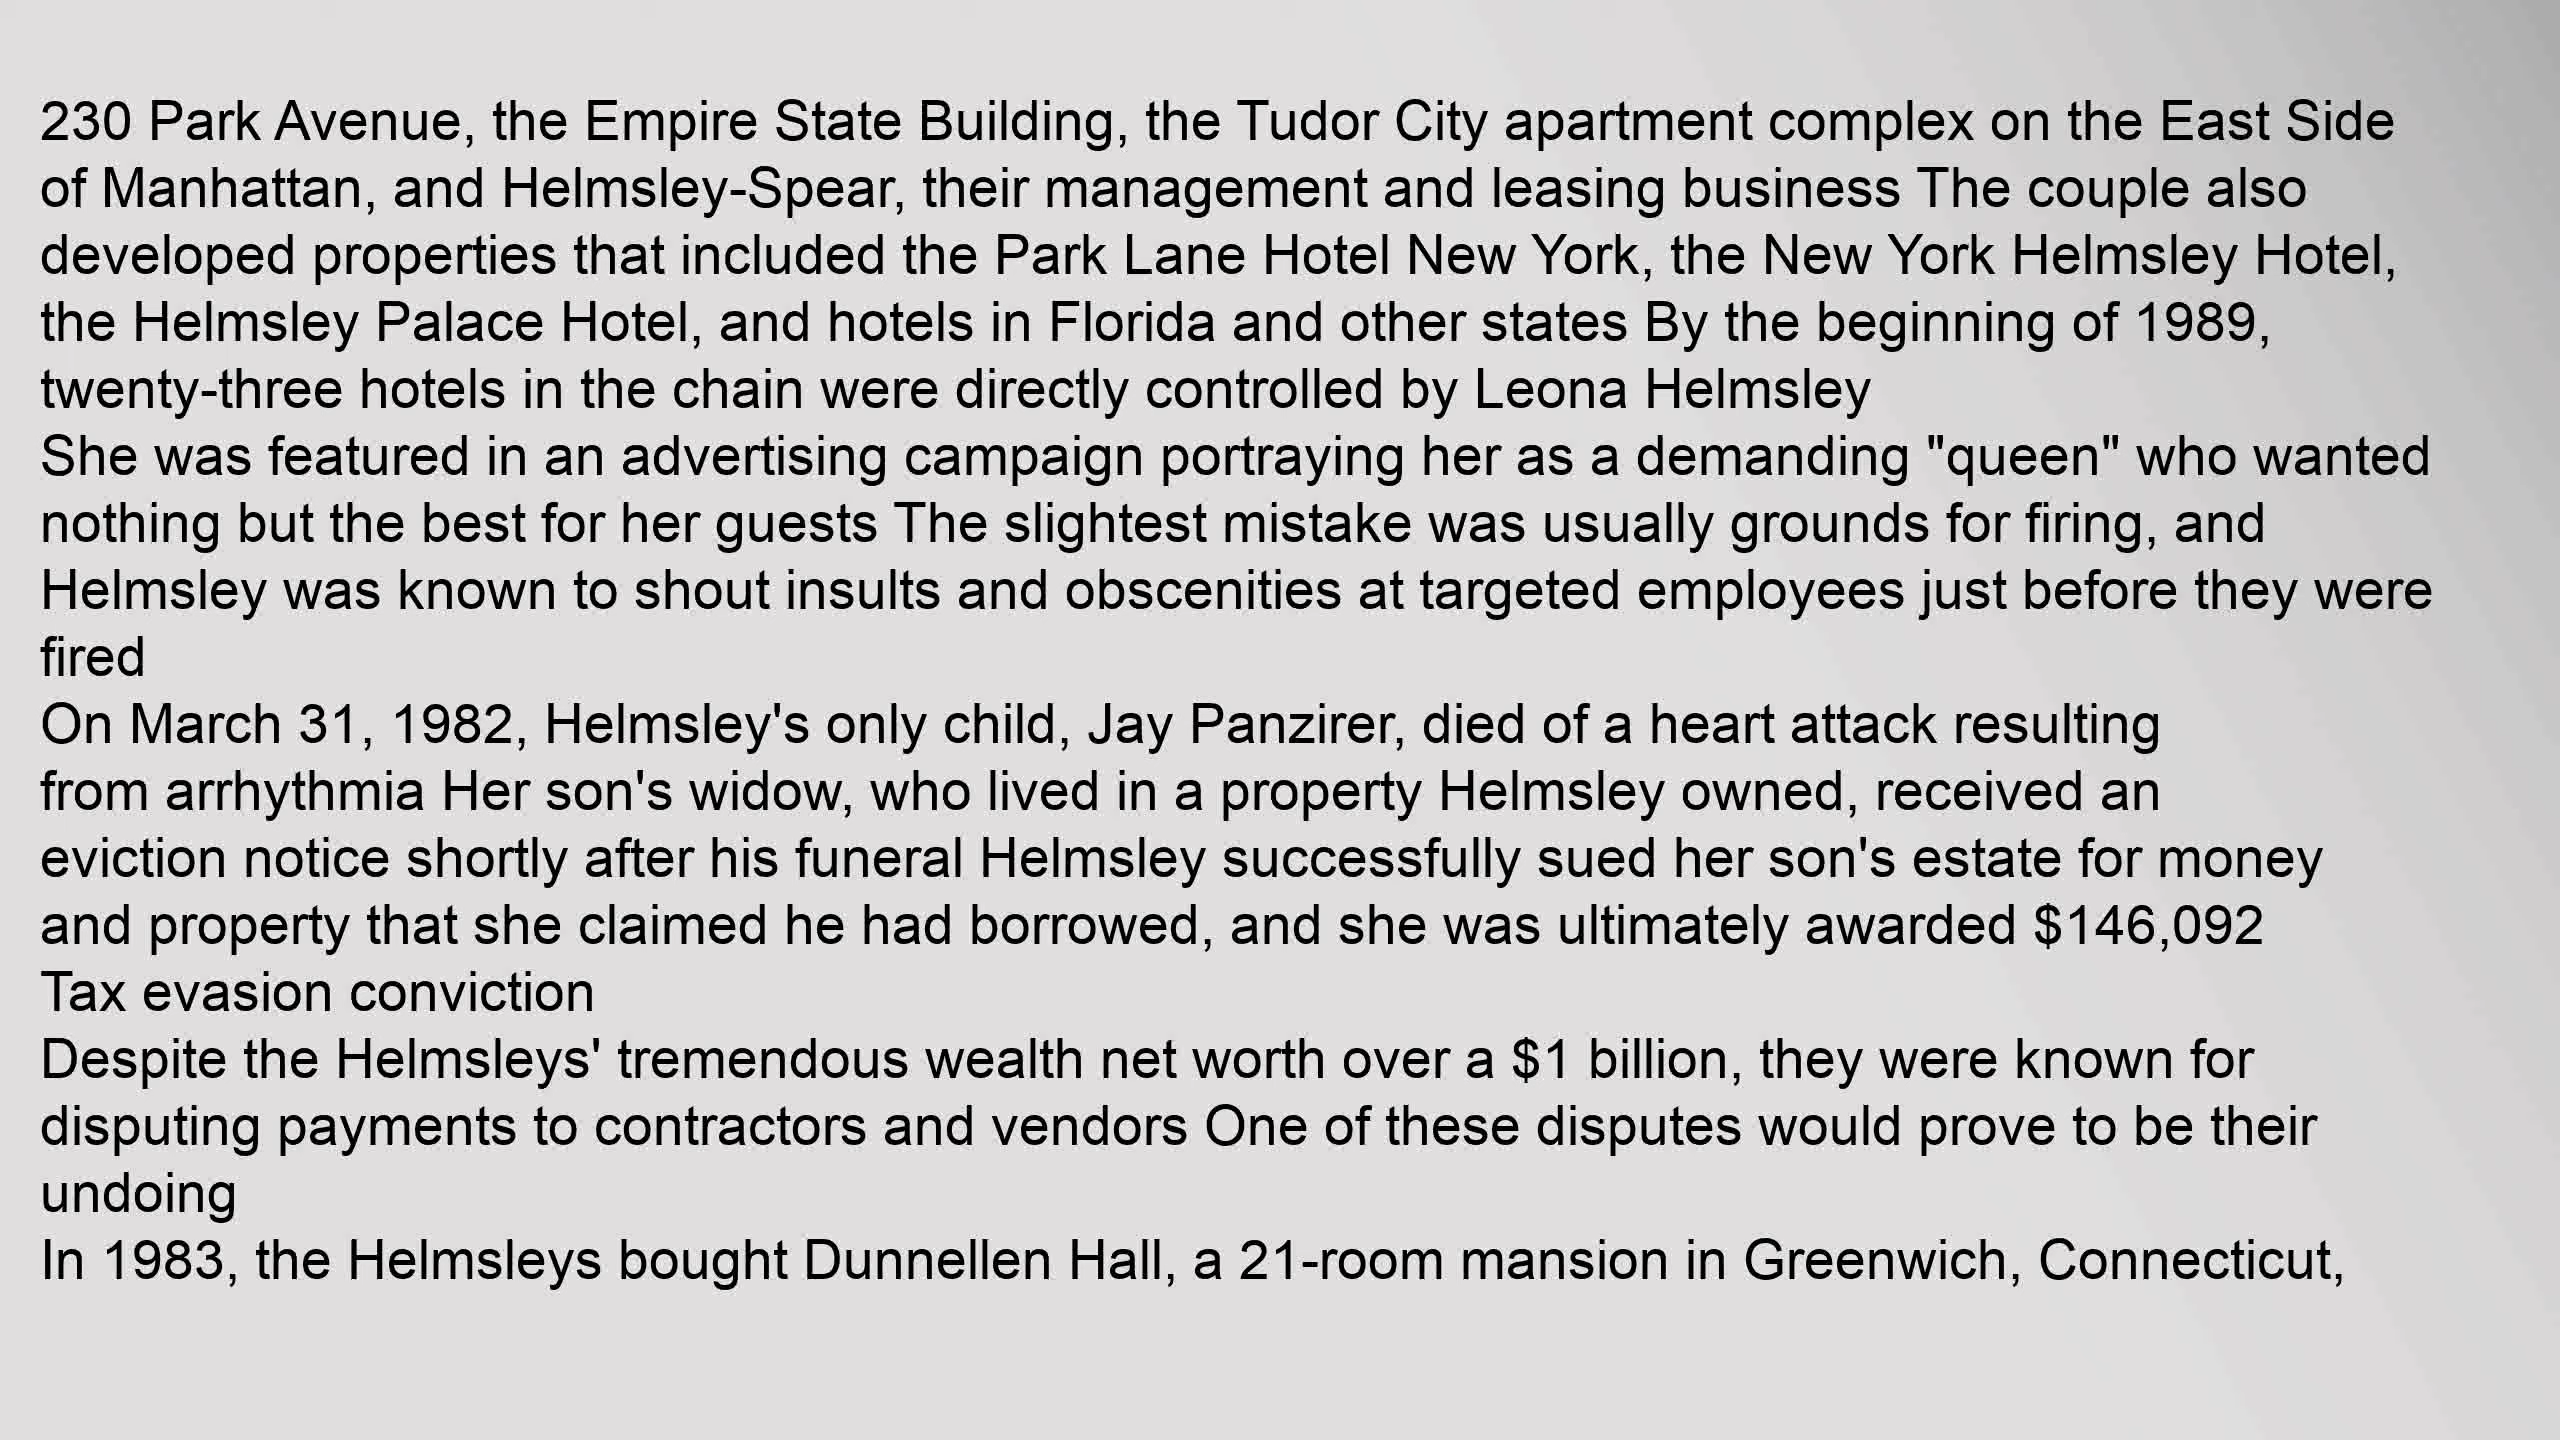 230 Park Avenue, the Empire State Building, the Tudor City apartment complex on the East Side
of Manhattan, and Helmsley-Spear, their management and leasing business The couple also
developed properties that included the Park Lane Hotel New York, the New York Helmsley Hotel,
the Helmsley Palace Hotel, and hotels in Florida and other states By the beginning of 1989,
twenty-three hotels in the chain were directly controlled by Leona Helmsley
She was featured in an advertising campaign portraying her as a demanding "queen" who wanted
nothing but the best for her guests The slightest mistake was usually grounds for firing, and
Helmsley was known to shout insults and obscenities at targeted employees just before they were
fired
On March 31, 1982, Helmsley's only child, Jay Panzirer, died of a heart attack resulting
from arrhythmia Her son's widow, who lived in a property Helmsley owned, received an
eviction notice shortly after his funeral Helmsley successfully sued her son's estate for money
and property that she claimed he had borrowed, and she was ultimately awarded $146,092
Tax evasion conviction
Despite the Helmsleys' tremendous wealth net worth over a $1 billion, they were known for
disputing payments to contractors and vendors One of these disputes would prove to be their
undoing
In 1983, the Helmsleys bought Dunnellen Hall, a 21-room mansion in Greenwich, Connecticut,